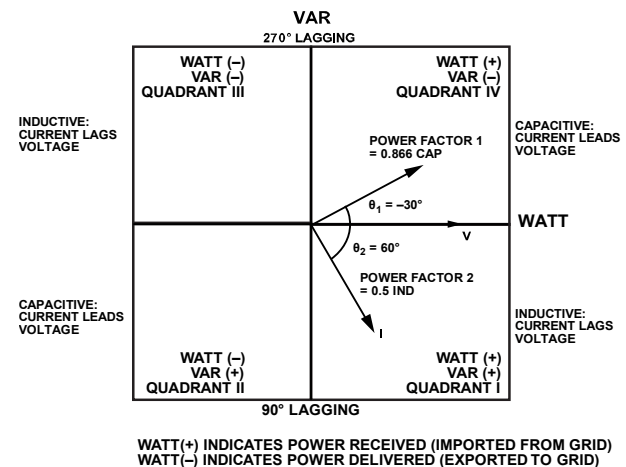 VAR
270° LAGGING
WATT (–)
VAR (–)
QUADRANT III
WATT (+)
VAR (–)
QUADRANT IV
INDUCTIVE:
CURRENT LAGS
VOLTAGE
CAPACITIVE:
CURRENT LEADS
VOLTAGE
POWER FACTOR 1
= 0.866 CAP
θ1 = –30°
V
WATT
θ2 = 60°
POWER FACTOR 2
= 0.5 IND
I
CAPACITIVE:
CURRENT LEADS
VOLTAGE
INDUCTIVE:
CURRENT LAGS
VOLTAGE
WATT (–)
VAR (+)
QUADRANT II
WATT (+)
VAR (+)
QUADRANT I
90° LAGGING
WATT(+) INDICATES POWER RECEIVED (IMPORTED FROM GRID)
WATT(–) INDICATES POWER DELIVERED (EXPORTED TO GRID)